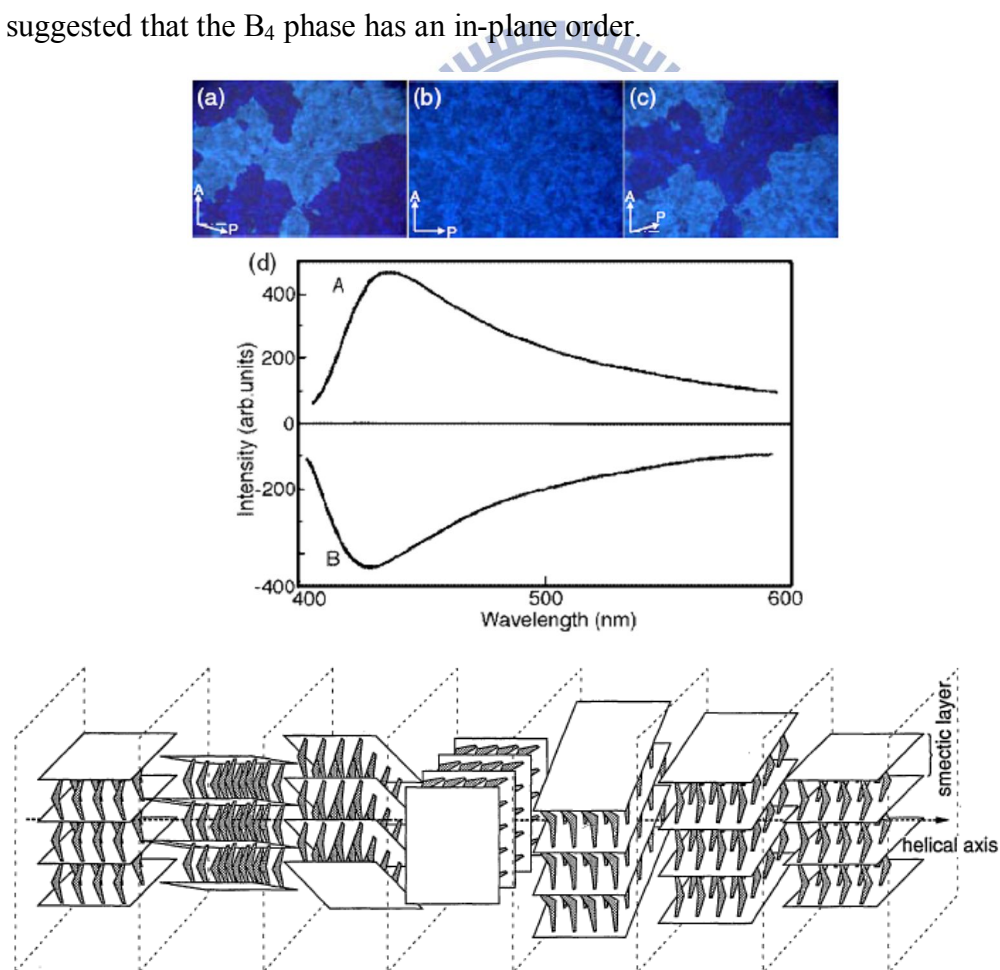 suggested that the B₄ phase has an in-plane order.
(a) (b) (c)
A P A P A P
(d)
A
B
400
200
0
-200
-400
Intensity (arb.units)
400 500 600
Wavelength (nm)
smectic layer
helical axis